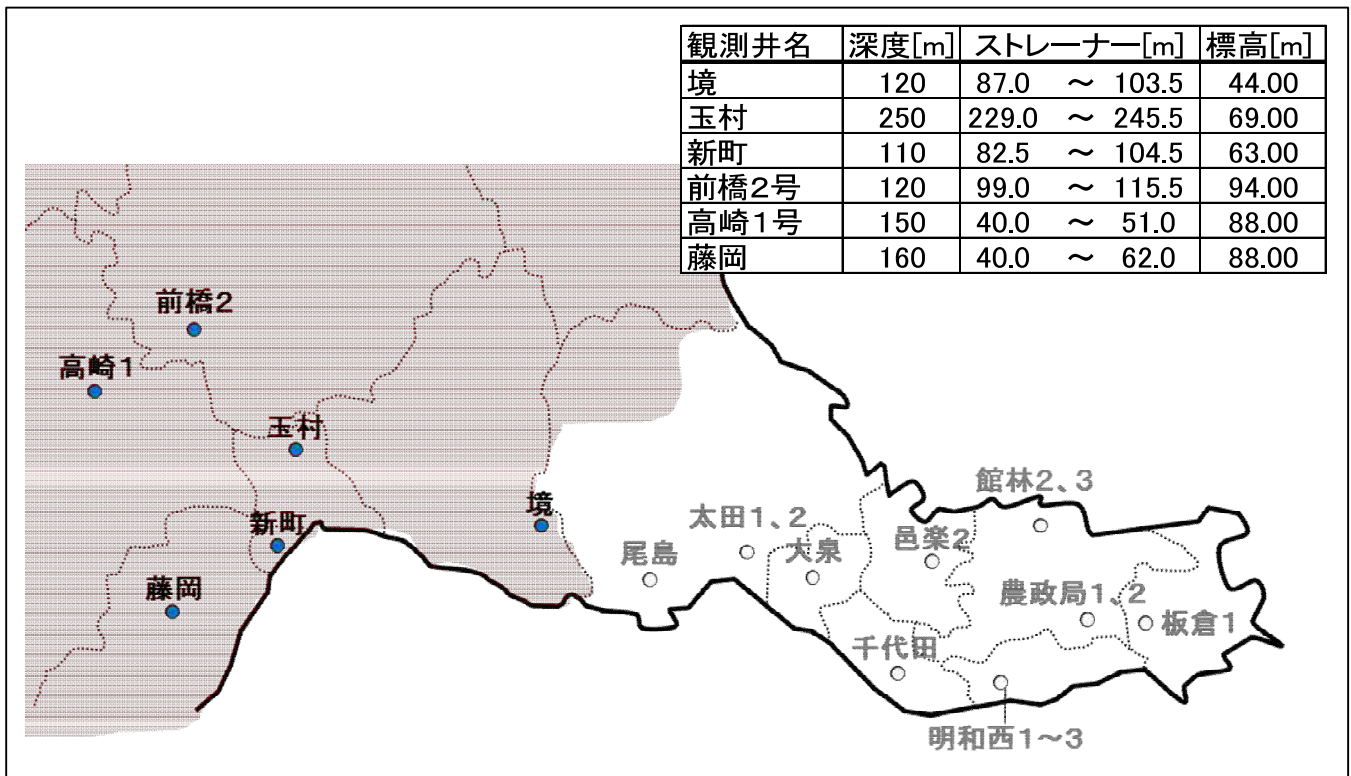 観測井名 深度[m] ストレーナー[m] 標高[m]
境 120 87.0 ～ 103.5 44.00
玉村 250 229.0 ～ 245.5 69.00
新町 110 82.5 ～ 104.5 63.00
前橋2号 120 99.0 ～ 115.5 94.00
高崎1号 150 40.0 ～ 51.0 88.00
藤岡 160 40.0 ～ 62.0 88.00
前橋2
高崎1
玉村
新町
境
藤岡
太田1、2
尾島
大泉
邑楽2
館林2、3
農政局1、2
板倉1
千代田
明和西1～3